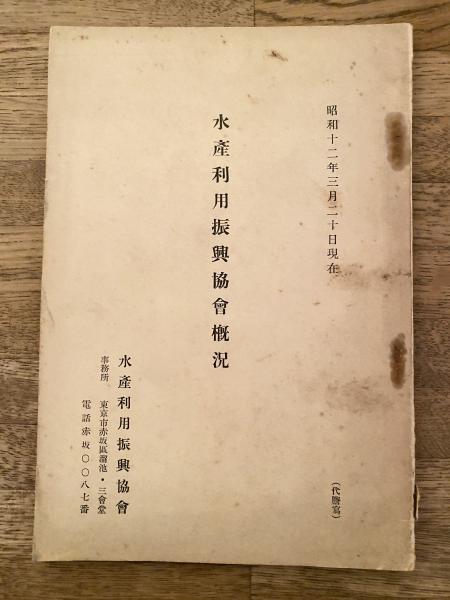 昭和十二年三月二十日現在
(代謄寫)
水產利用振興協會概況
水產利用振興協會
事務所 東京市赤坂區溜池・三會堂
電話赤坂〇〇八七番